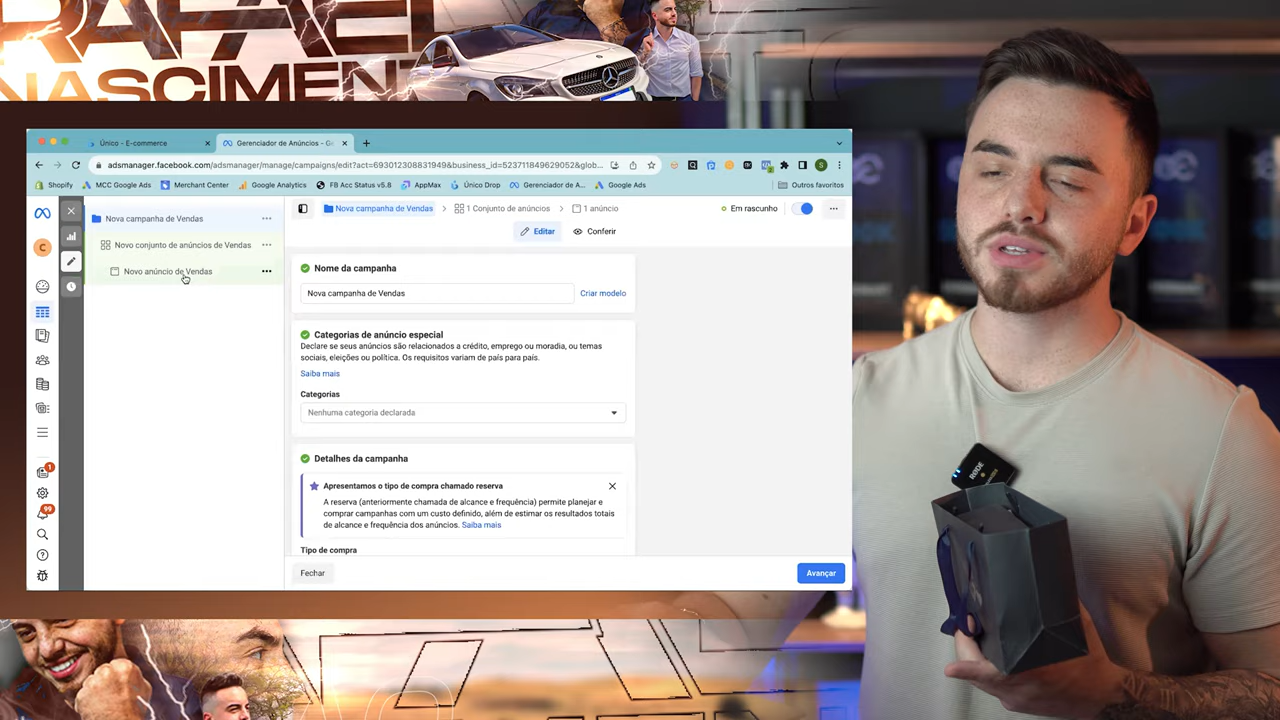 RAFAEL
NASCIMEN
Único - E-commerce
Gerenciador de Anúncios - Ge
adsmanager.facebook.com/adsmanager/manage/campaigns/edit?act=693012308831949&business_id=523711849629052&glob...
Shopify
MCC Google Ads
Merchant Center
Google Analytics
FB Acc Status v5.8
AppMax
Único Drop
Gerenciador de A...
Google Ads
Outros favoritos
Nova campanha de Vendas
Novo conjunto de anúncios de Vendas
Novo anúncio de Vendas
Nova campanha de Vendas
1 Conjunto de anúncios
1 anúncio
Em rascunho
Editar
Conferir
Nome da campanha
Nova campanha de Vendas
Criar modelo
Categorias de anúncio especial
Declare se seus anúncios são relacionados a crédito, emprego ou moradia, ou temas
sociais, eleições ou política. Os requisitos variam de país para país.
Saiba mais
Categorias
Nenhuma categoria declarada
Detalhes da campanha
Apresentamos o tipo de compra chamado reserva
A reserva (anteriormente chamada de alcance e frequência) permite planejar e
comprar campanhas com um custo definido, além de estimar os resultados totais
de alcance e frequência dos anúncios. Saiba mais
Tipo de compra
Fechar
Avançar
C
1
99
S
RØDE